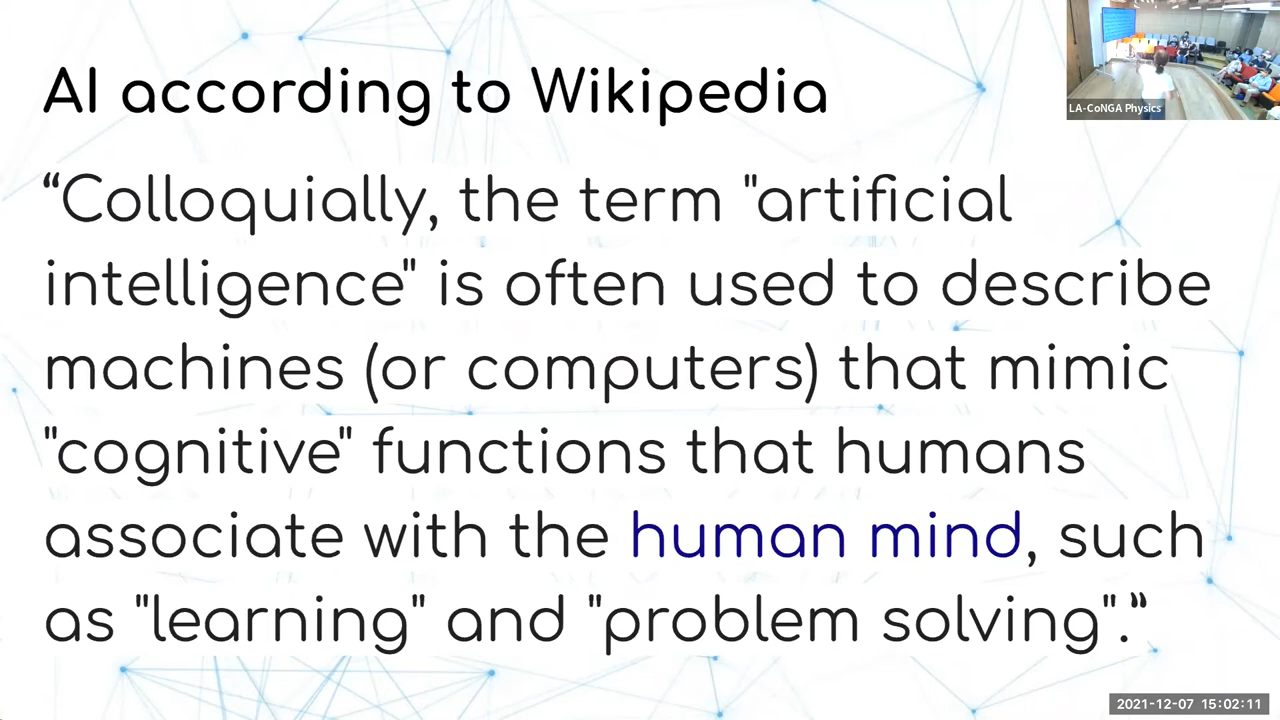 AI according to Wikipedia
LA-CoNGA Physics
“Colloquially, the term "artificial
intelligence" is often used to describe
machines (or computers) that mimic
"cognitive" functions that humans
associate with the human mind, such
as "learning" and "problem solving".”
2021-12-07 15:02:11